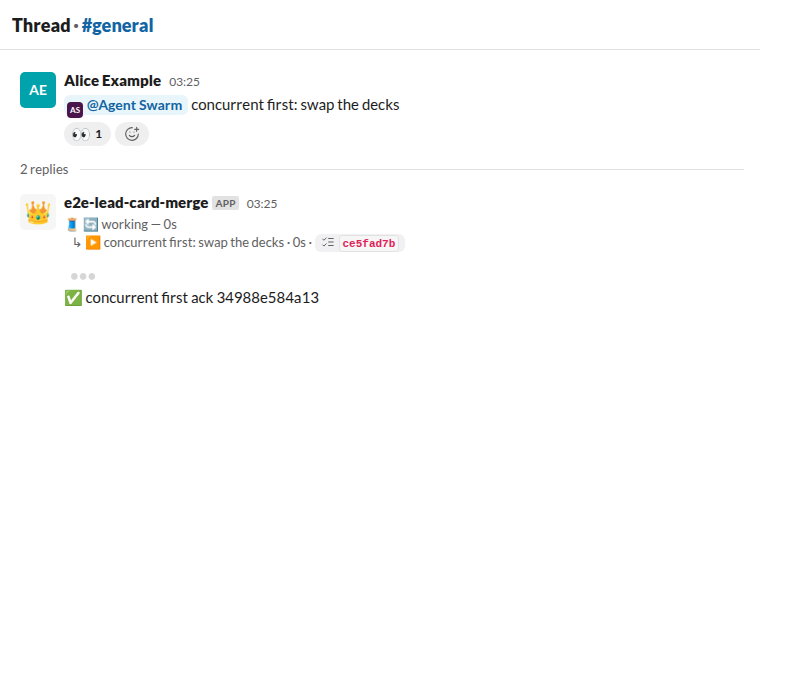 Thread • #general
AE
Alice Example 03:25
AS @Agent Swarm concurrent first: swap the decks
👀 1
2 replies
e2e-lead-card-merge APP 03:25
🧵 🔄 working — 0s
↳ ▶️ concurrent first: swap the decks · 0s · ce5fad7b
✅ concurrent first ack 34988e584a13